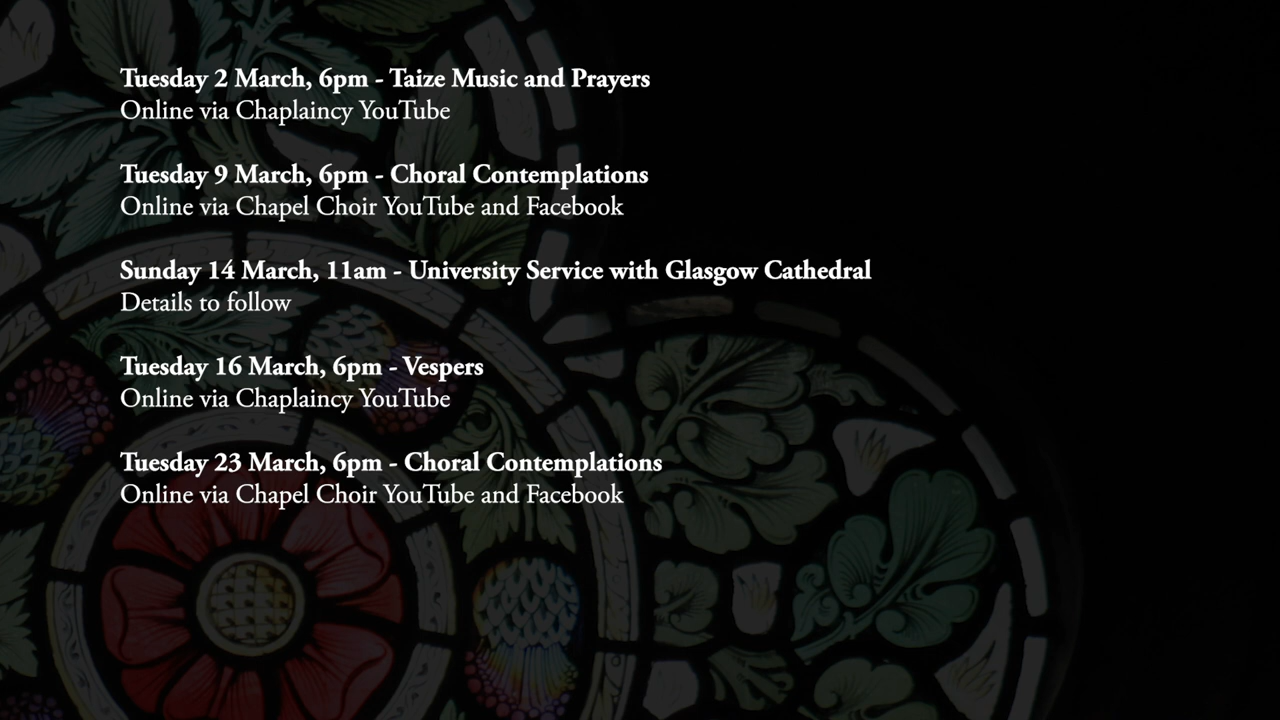 Tuesday 2 March, 6pm - Taize Music and Prayers
Online via Chaplaincy YouTube
Tuesday 9 March, 6pm - Choral Contemplations
Online via Chapel Choir YouTube and Facebook
Sunday 14 March, 11am - University Service with Glasgow Cathedral
Details to follow
Tuesday 16 March, 6pm - Vespers
Online via Chaplaincy YouTube
Tuesday 23 March, 6pm - Choral Contemplations
Online via Chapel Choir YouTube and Facebook